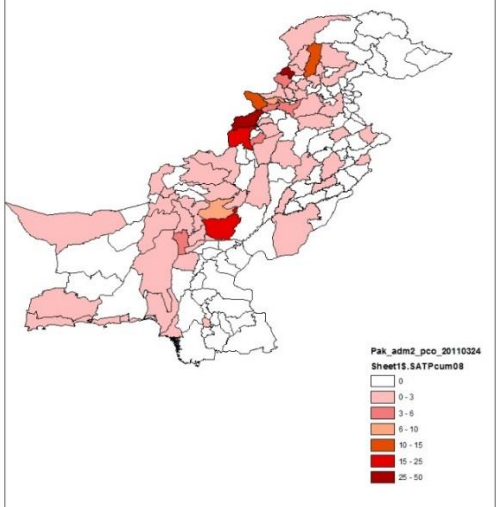 Pak_adm2_pco_20110324
Sheet1$.SATPcum08
0
0 - 3
3 - 6
6 - 10
10 - 15
15 - 25
25 - 50